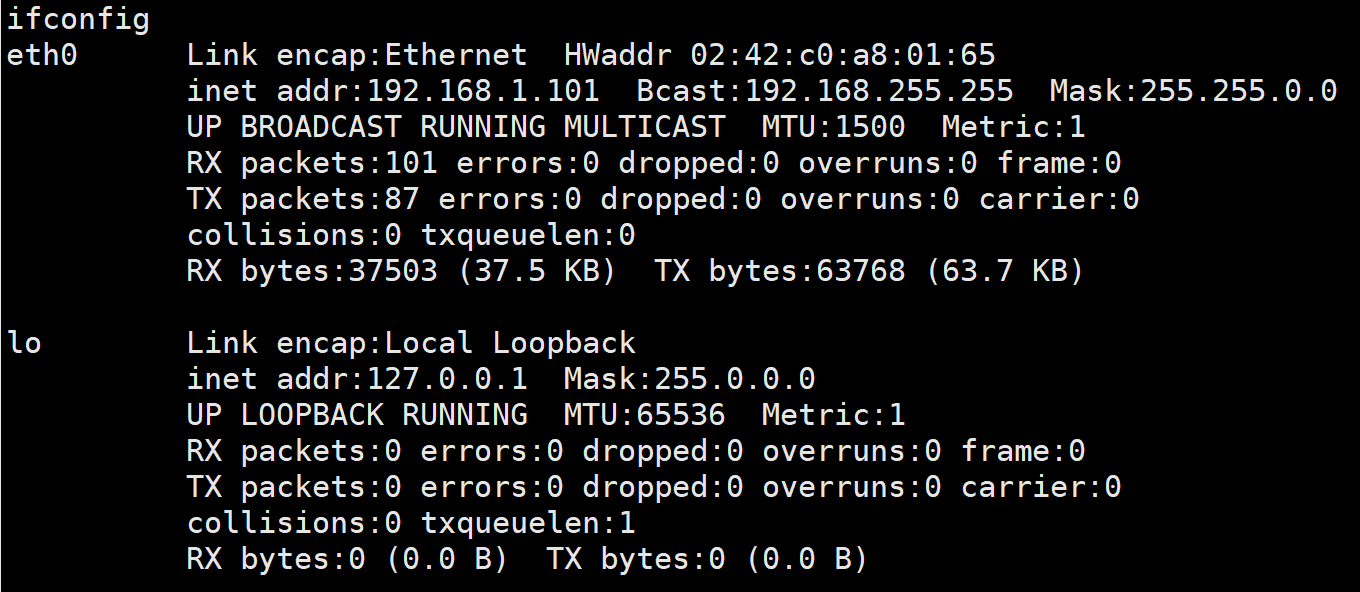 ifconfig
eth0 Link encap:Ethernet HWaddr 02:42:c0:a8:01:65
inet addr:192.168.1.101 Bcast:192.168.255.255 Mask:255.255.0.0
UP BROADCAST RUNNING MULTICAST MTU:1500 Metric:1
RX packets:101 errors:0 dropped:0 overruns:0 frame:0
TX packets:87 errors:0 dropped:0 overruns:0 carrier:0
collisions:0 txqueuelen:0
RX bytes:37503 (37.5 KB) TX bytes:63768 (63.7 KB)
lo Link encap:Local Loopback
inet addr:127.0.0.1 Mask:255.0.0.0
UP LOOPBACK RUNNING MTU:65536 Metric:1
RX packets:0 errors:0 dropped:0 overruns:0 frame:0
TX packets:0 errors:0 dropped:0 overruns:0 carrier:0
collisions:0 txqueuelen:1
RX bytes:0 (0.0 B) TX bytes:0 (0.0 B)